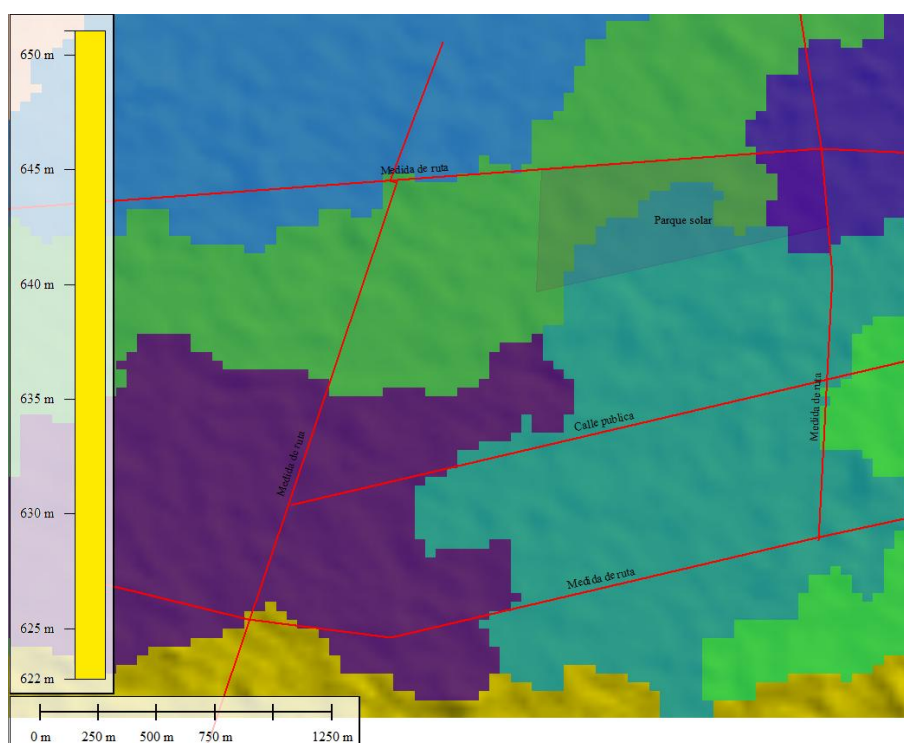 650 m
645 m
640 m
635 m
630 m
625 m
622 m
Medida de ruta
Parque solar
Medida de ruta
Calle publica
Medida de ruta
Medida de ruta
0 m 250 m 500 m 750 m 1250 m